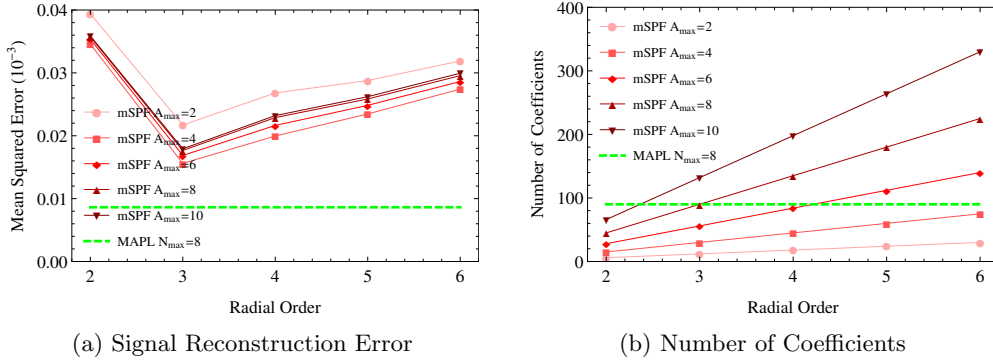 Mean Squared Error (10⁻³)
0.04
0.03
0.02
0.01
0.00
mSPF Amax=2
mSPF Amax=4
mSPF Amax=6
mSPF Amax=8
mSPF Amax=10
MAPL Nmax=8
2 3 4 5 6
Radial Order
(a) Signal Reconstruction Error
Number of Coefficients
400
300
200
100
0
mSPF Amax=2
mSPF Amax=4
mSPF Amax=6
mSPF Amax=8
mSPF Amax=10
MAPL Nmax=8
2 3 4 5 6
Radial Order
(b) Number of Coefficients